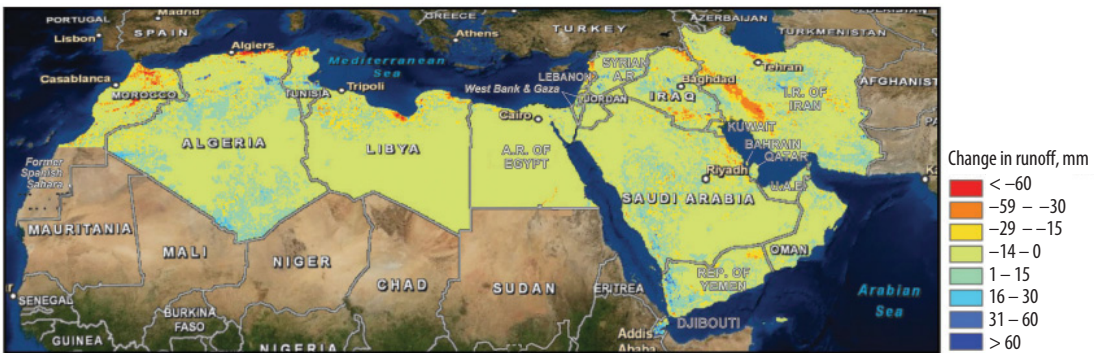 PORTUGAL
Madrid
Lisbon
SPAIN
GREECE
Athens
TURKEY
AZERBAIJAN
TURKMENISTAN
Algiers
Mediterranean
Sea
Casablanca
MOROCCO
TUNISIA
Tripoli
LEBANON
SYRIAN
A.R.
West Bank & Gaza
JORDAN
Baghdad
IRAQ
Tehran
I.R. OF
IRAN
AFGHANIST
Cairo
KUWAIT
BAHRAIN
QATAR
Riyadh
U.A.E.
ALGERIA
LIBYA
A.R. OF
EGYPT
SAUDI ARABIA
Former
Spanish
Sahara
MAURITANIA
MALI
NIGER
CHAD
SUDAN
ERITREA
REP. OF
YEMEN
OMAN
Arabian
Sea
SENEGAL
GUINEA
BURKINA
FASO
NIGERIA
Addis
Ababa
DJIBOUTI
Change in runoff, mm
< –60
–59 – –30
–29 – –15
–14 – 0
1 – 15
16 – 30
31 – 60
> 60